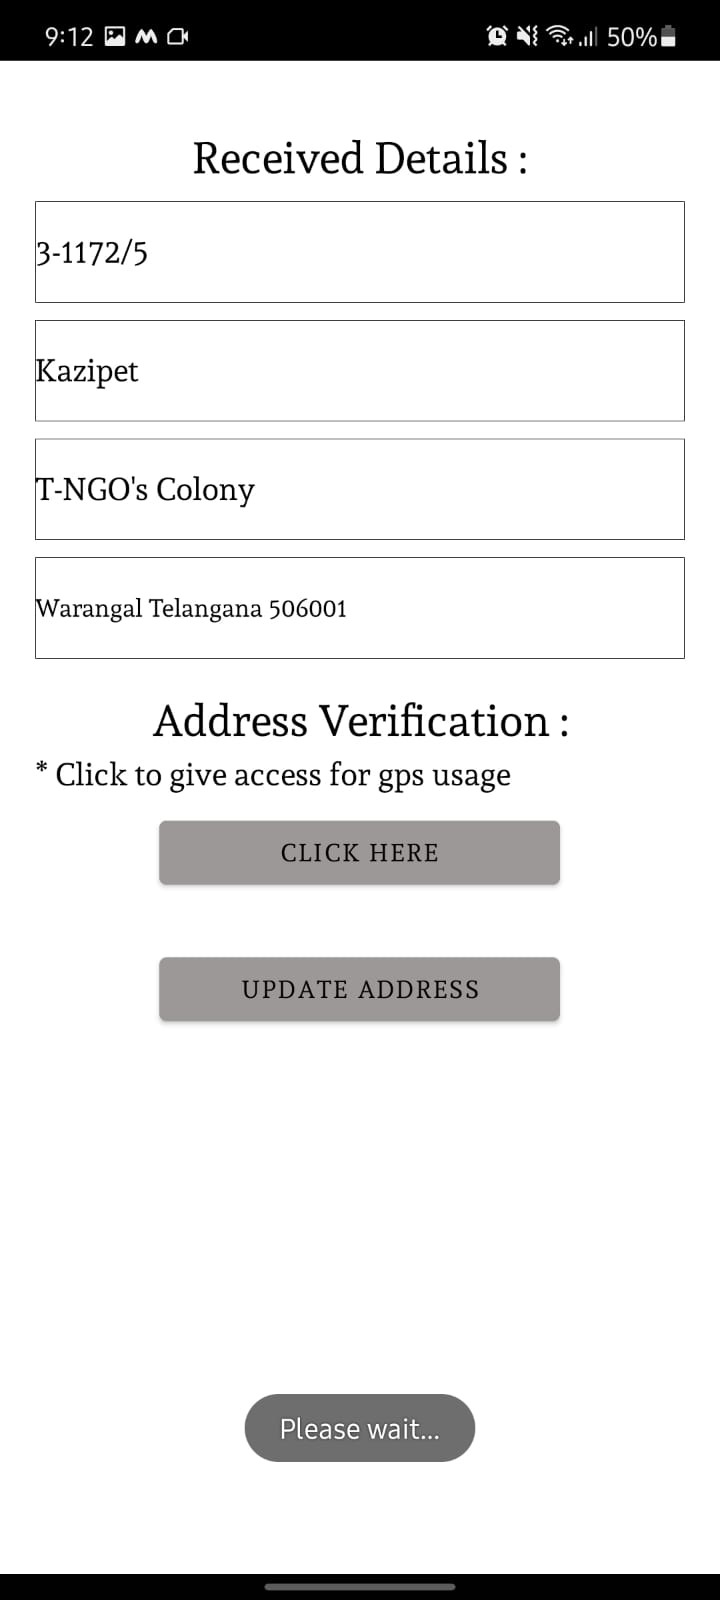 9:12 50%
Received Details :
3-1172/5
Kazipet
T-NGO's Colony
Warangal Telangana 506001
Address Verification :
* Click to give access for gps usage
CLICK HERE
UPDATE ADDRESS
Please wait...